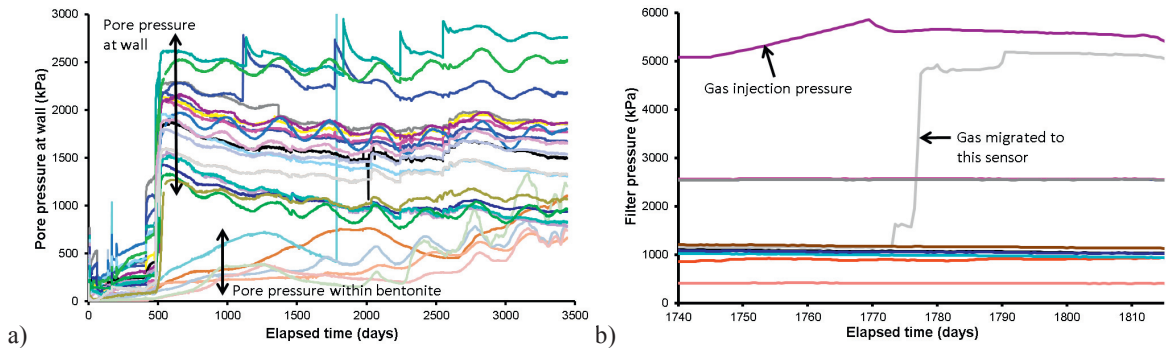 3000
2500
2000
1500
1000
500
0
Pore pressure at wall (kPa)
Pore pressure
at wall
Pore pressure within bentonite
0 500 1000 1500 2000 2500 3000 3500
Elapsed time (days)
a)
6000
5000
4000
3000
2000
1000
0
Filter pressure (kPa)
Gas injection pressure
Gas migrated to
this sensor
1740 1750 1760 1770 1780 1790 1800 1810
Elapsed time (days)
b)